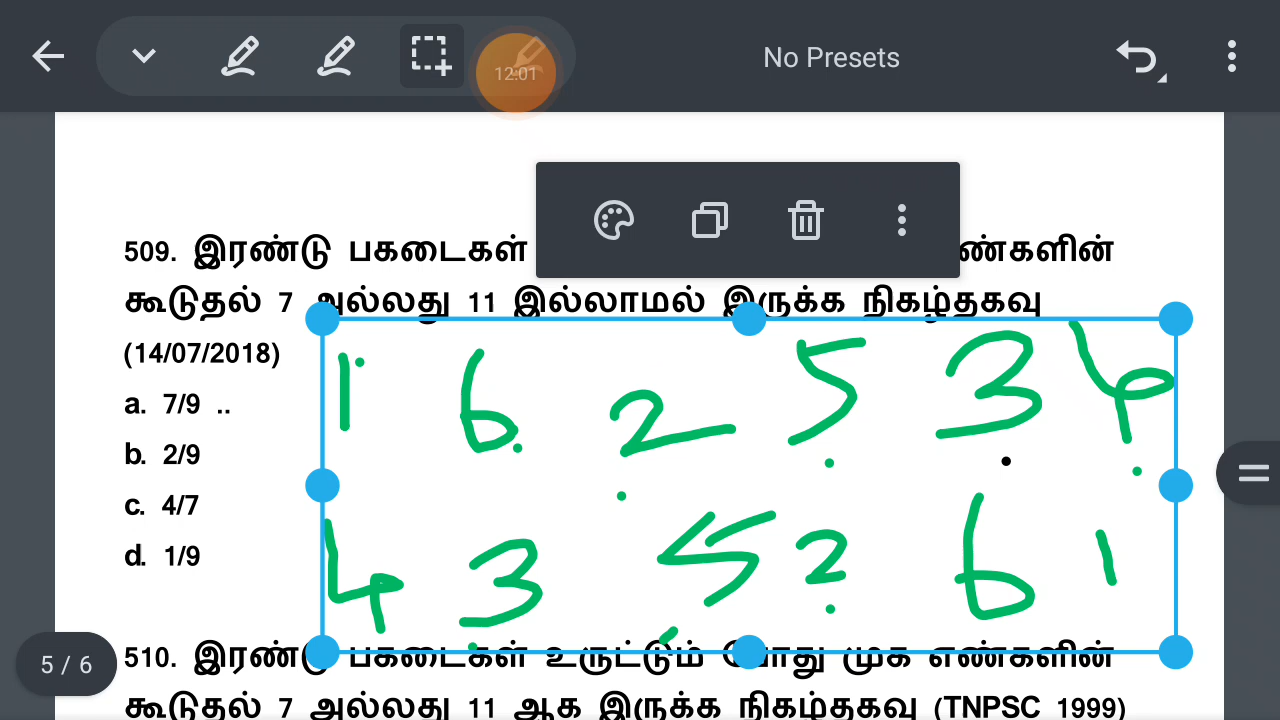 12:01
No Presets
509. இரண்டு பகடைகள் ண்களின்
கூடுதல் 7 அல்லது 11 இல்லாமல் இருக்க நிகழ்தகவு
(14/07/2018)
1 6 2 5 3 4
a. 7/9 ..
b. 2/9
c. 4/7
4 3 5 2 6 1
d. 1/9
5 / 6
510. இரண்டு பகடைகள் உருட்டும் போது முக எண்களின்
கூடுதல் 7 அல்லது 11 ஆக இருக்க நிகழ்தகவு (TNPSC 1999)